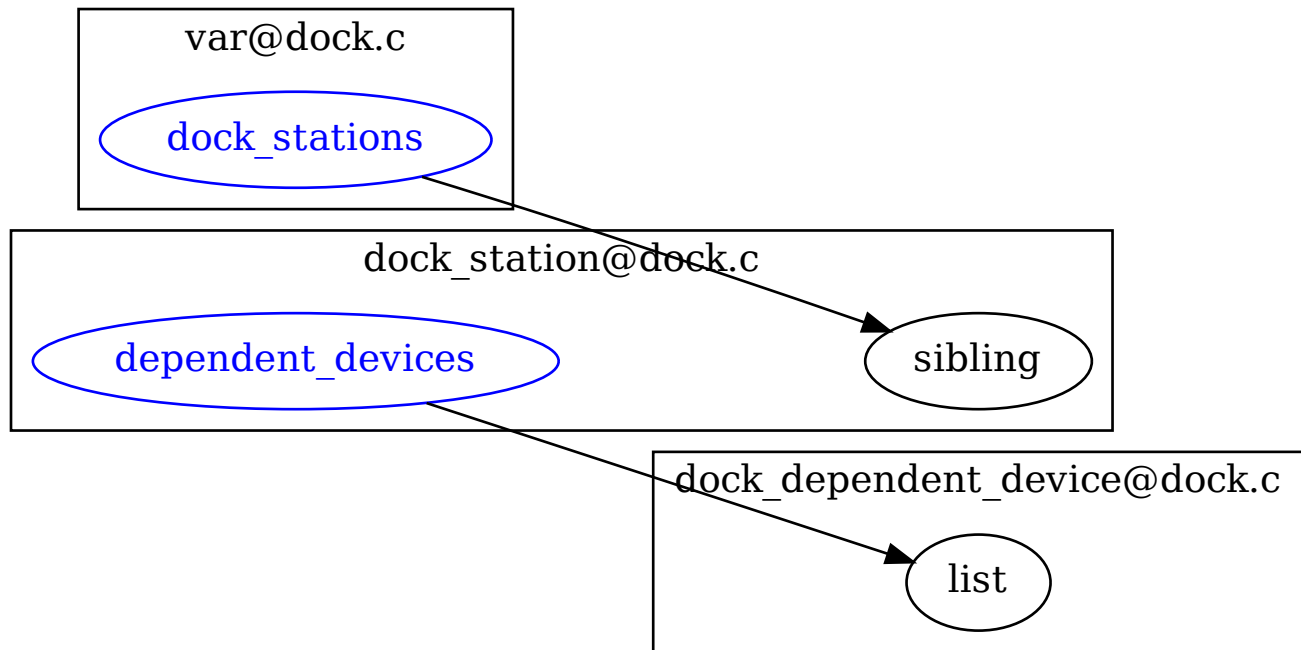 var@dock.c
dock_stations
dock_station@dock.c
dependent_devices
sibling
dock_dependent_device@dock.c
list